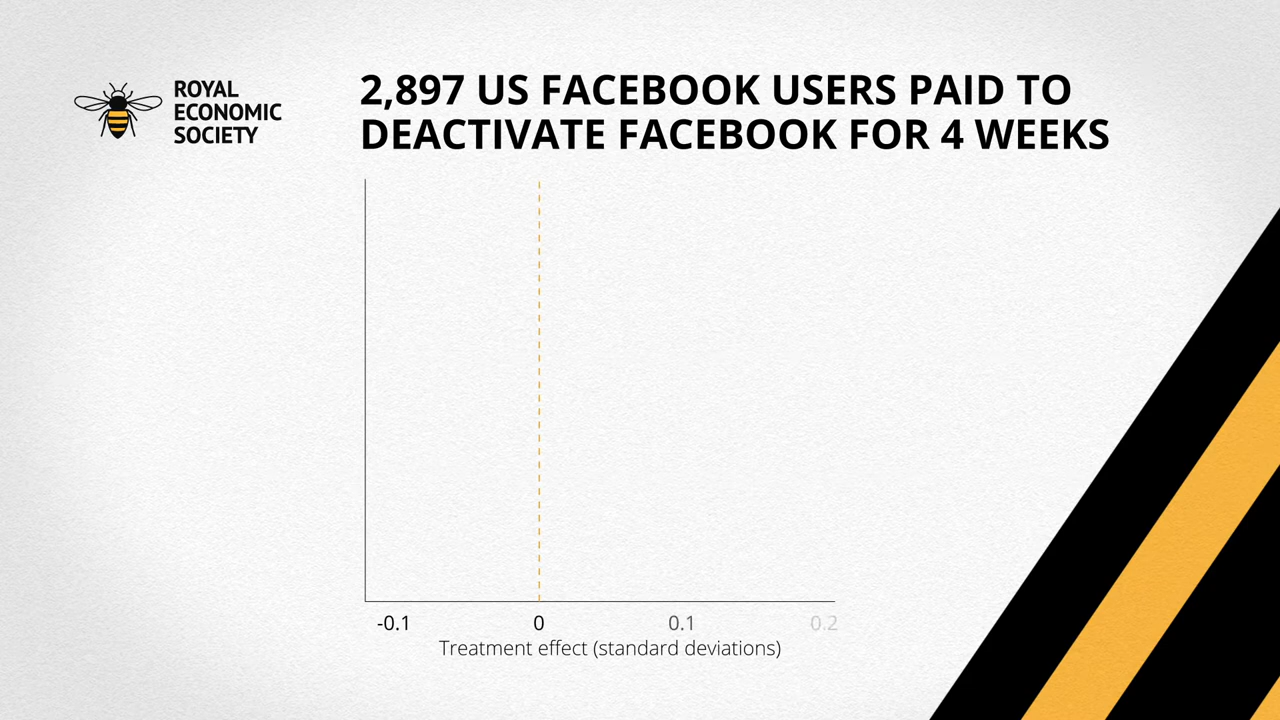 ROYAL
ECONOMIC
SOCIETY
2,897 US FACEBOOK USERS PAID TO
DEACTIVATE FACEBOOK FOR 4 WEEKS
-0.1 0 0.1 0.2
Treatment effect (standard deviations)